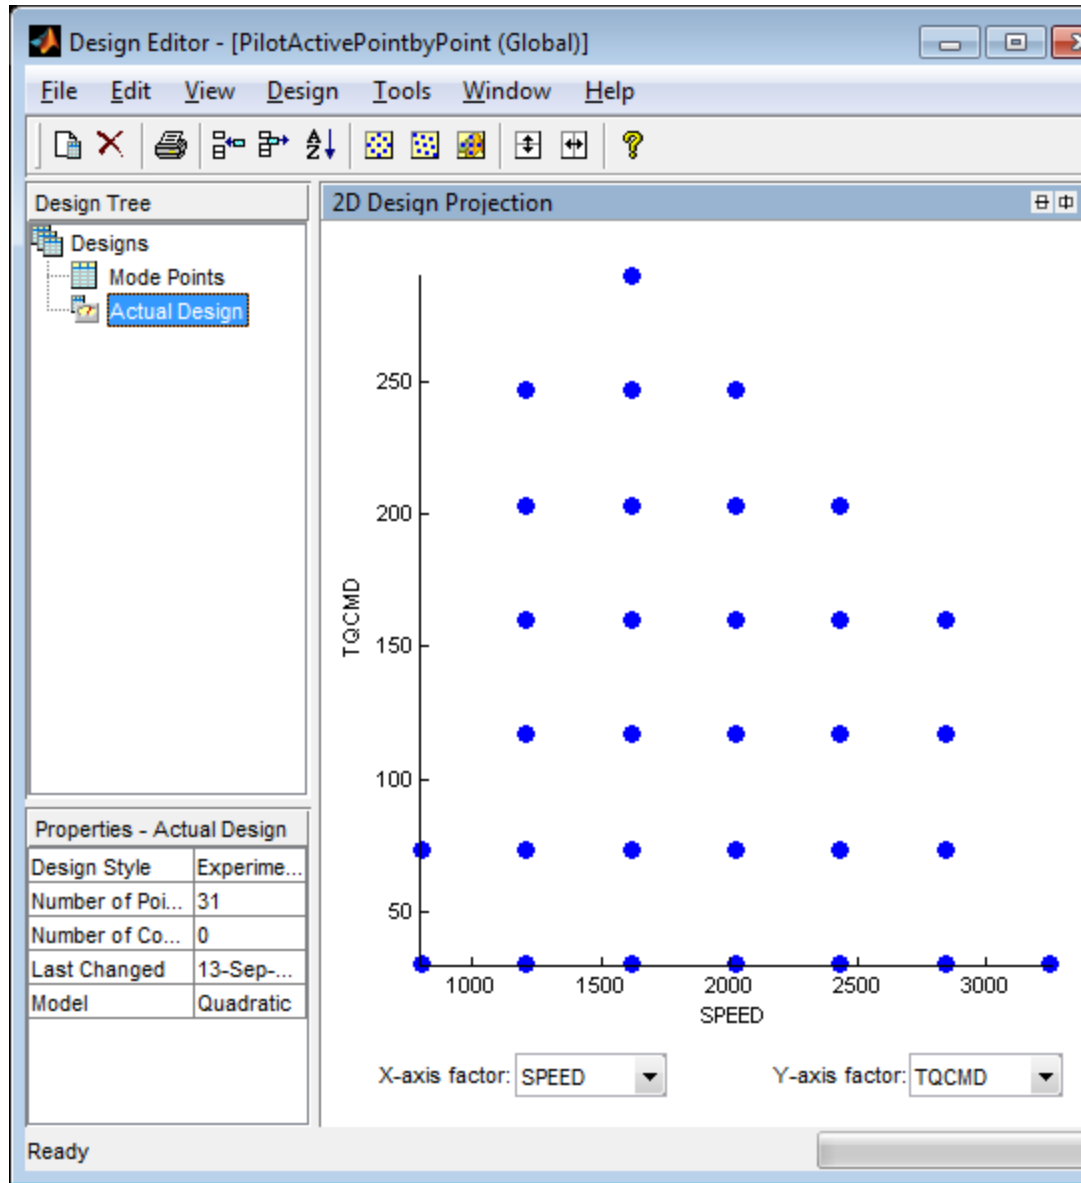 Design Editor - [PilotActivePointbyPoint (Global)]
File Edit View Design Tools Window Help
Design Tree
Designs
Mode Points
Actual Design
2D Design Projection
250
200
150
100
50
TQCMD
1000 1500 2000 2500 3000
SPEED
X-axis factor: SPEED
Y-axis factor: TQCMD
Properties - Actual Design
Design Style Experime...
Number of Poi... 31
Number of Co... 0
Last Changed 13-Sep-...
Model Quadratic
Ready